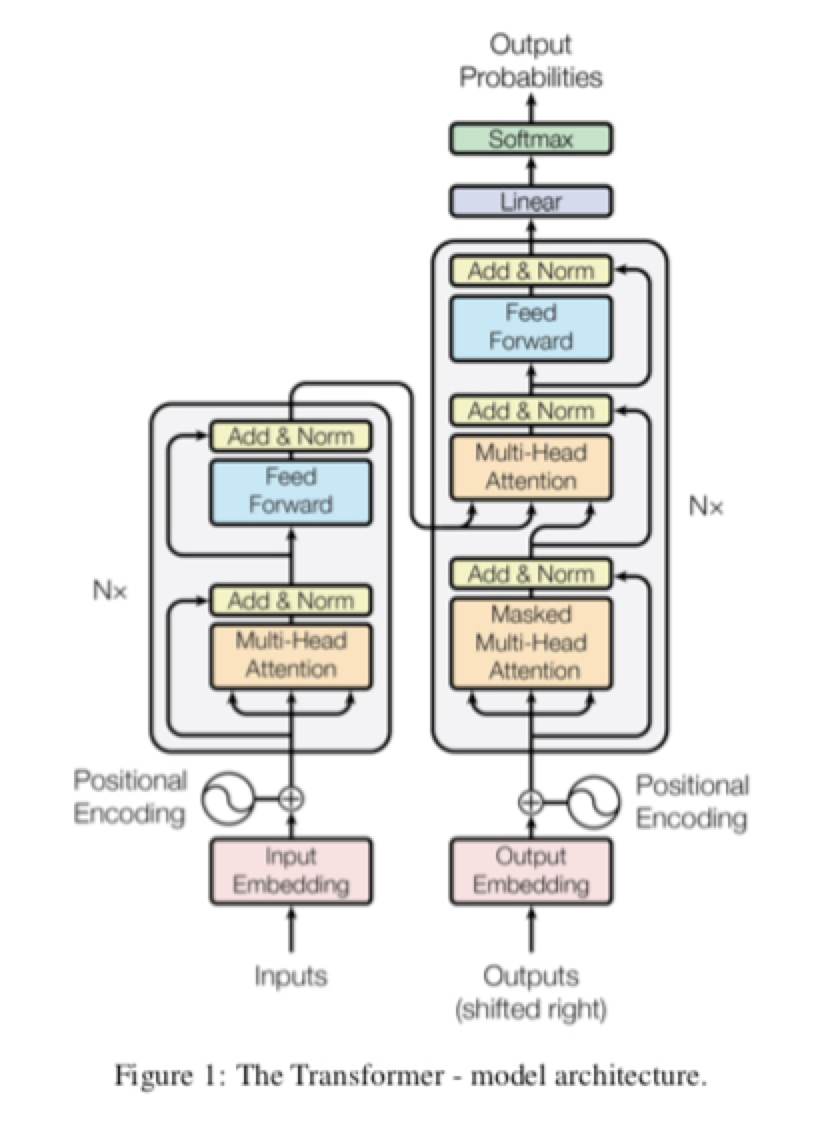 Output
Probabilities
Softmax
Linear
Add & Norm
Feed
Forward
Add & Norm
Multi-Head
Attention
Add & Norm
Masked
Multi-Head
Attention
Nx
Add & Norm
Feed
Forward
Add & Norm
Multi-Head
Attention
Nx
Positional
Encoding
Input
Embedding
Inputs
Positional
Encoding
Output
Embedding
Outputs
(shifted right)
Figure 1: The Transformer - model architecture.